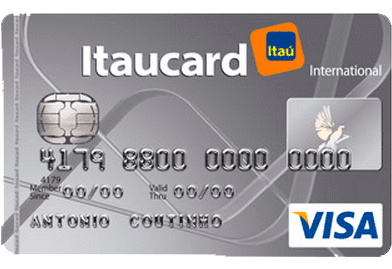 Itaucard
Itaú
International
4179 8800 0000 0000
4179
Member Since 00/00 Valid Thru 00/00
ANTONIO COUTINHO
VISA